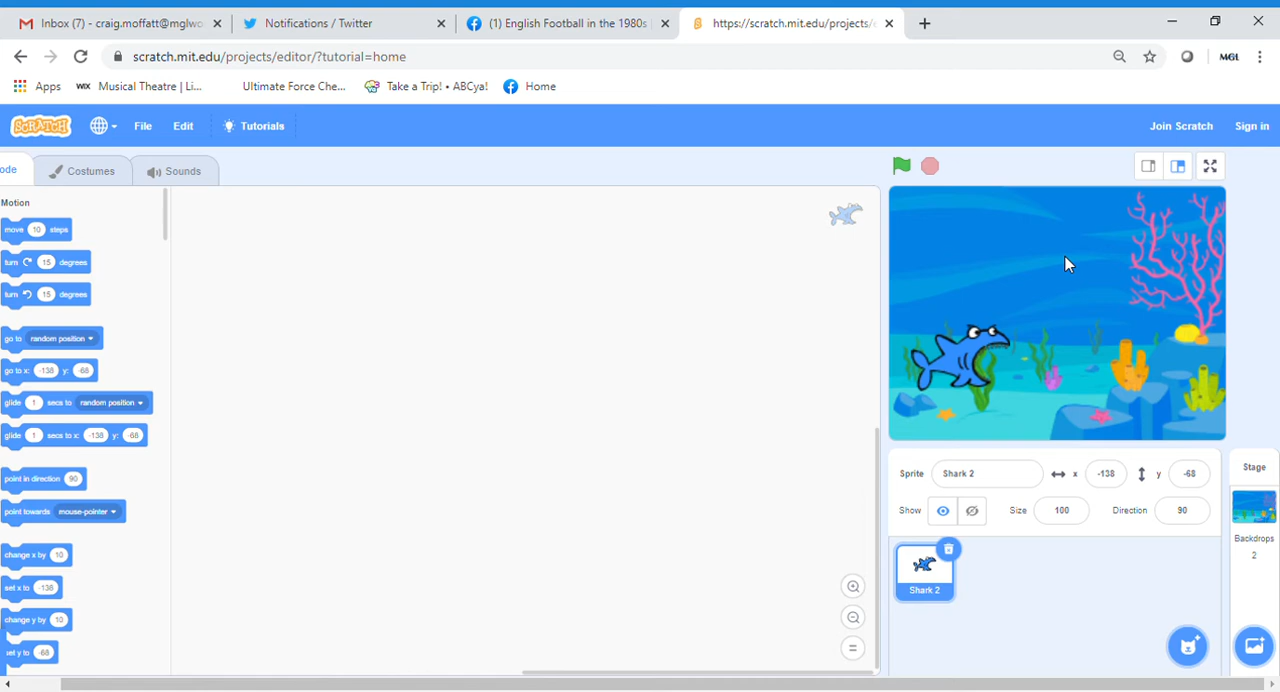 Inbox (7) - craig.moffatt@mglwo
Notifications / Twitter
(1) English Football in the 1980s
https://scratch.mit.edu/projects/e
scratch.mit.edu/projects/editor/?tutorial=home
MGL
Apps
WIX Musical Theatre | Li...
Ultimate Force Che...
Take a Trip! • ABCya!
Home
SCRATCH
File
Edit
Tutorials
Join Scratch
Sign in
ode
Costumes
Sounds
Motion
move 10 steps
turn 15 degrees
turn 15 degrees
go to random position
go to x: -138 y: -68
glide 1 secs to random position
glide 1 secs to x: -138 y: -68
point in direction 90
point towards mouse-pointer
change x by 10
set x to -138
change y by 10
set y to -68
Sprite Shark 2 x -138 y -68
Show Size 100 Direction 90
Shark 2
Stage
Backdrops
2